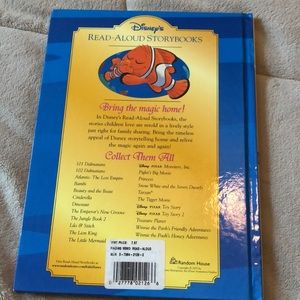 Disney's
READ-ALOUD STORYBOOKS
Bring the magic home!
In Disney's Read-Aloud Storybooks, the
stories children love are retold in a lovely style
just right for family sharing. Bring the timeless
appeal of Disney storytelling home and relive
the magic again and again!
Collect Them All
101 Dalmatians
102 Dalmatians
Atlantis: The Lost Empire
Bambi
Beauty and the Beast
Cinderella
Dinosaur
The Emperor's New Groove
The Jungle Book 2
Lilo & Stitch
The Lion King
The Little Mermaid
Disney · PIXAR Monsters, Inc.
Piglet's Big Movie
Princess
Snow White and the Seven Dwarfs
Tarzan
The Tigger Movie
Disney · PIXAR Toy Story
Disney · PIXAR Toy Story 2
Treasure Planet
Winnie the Pooh's Friendly Adventures
Winnie the Pooh's Honey Adventures
FINDING NEMO READ-ALOUD
Random House